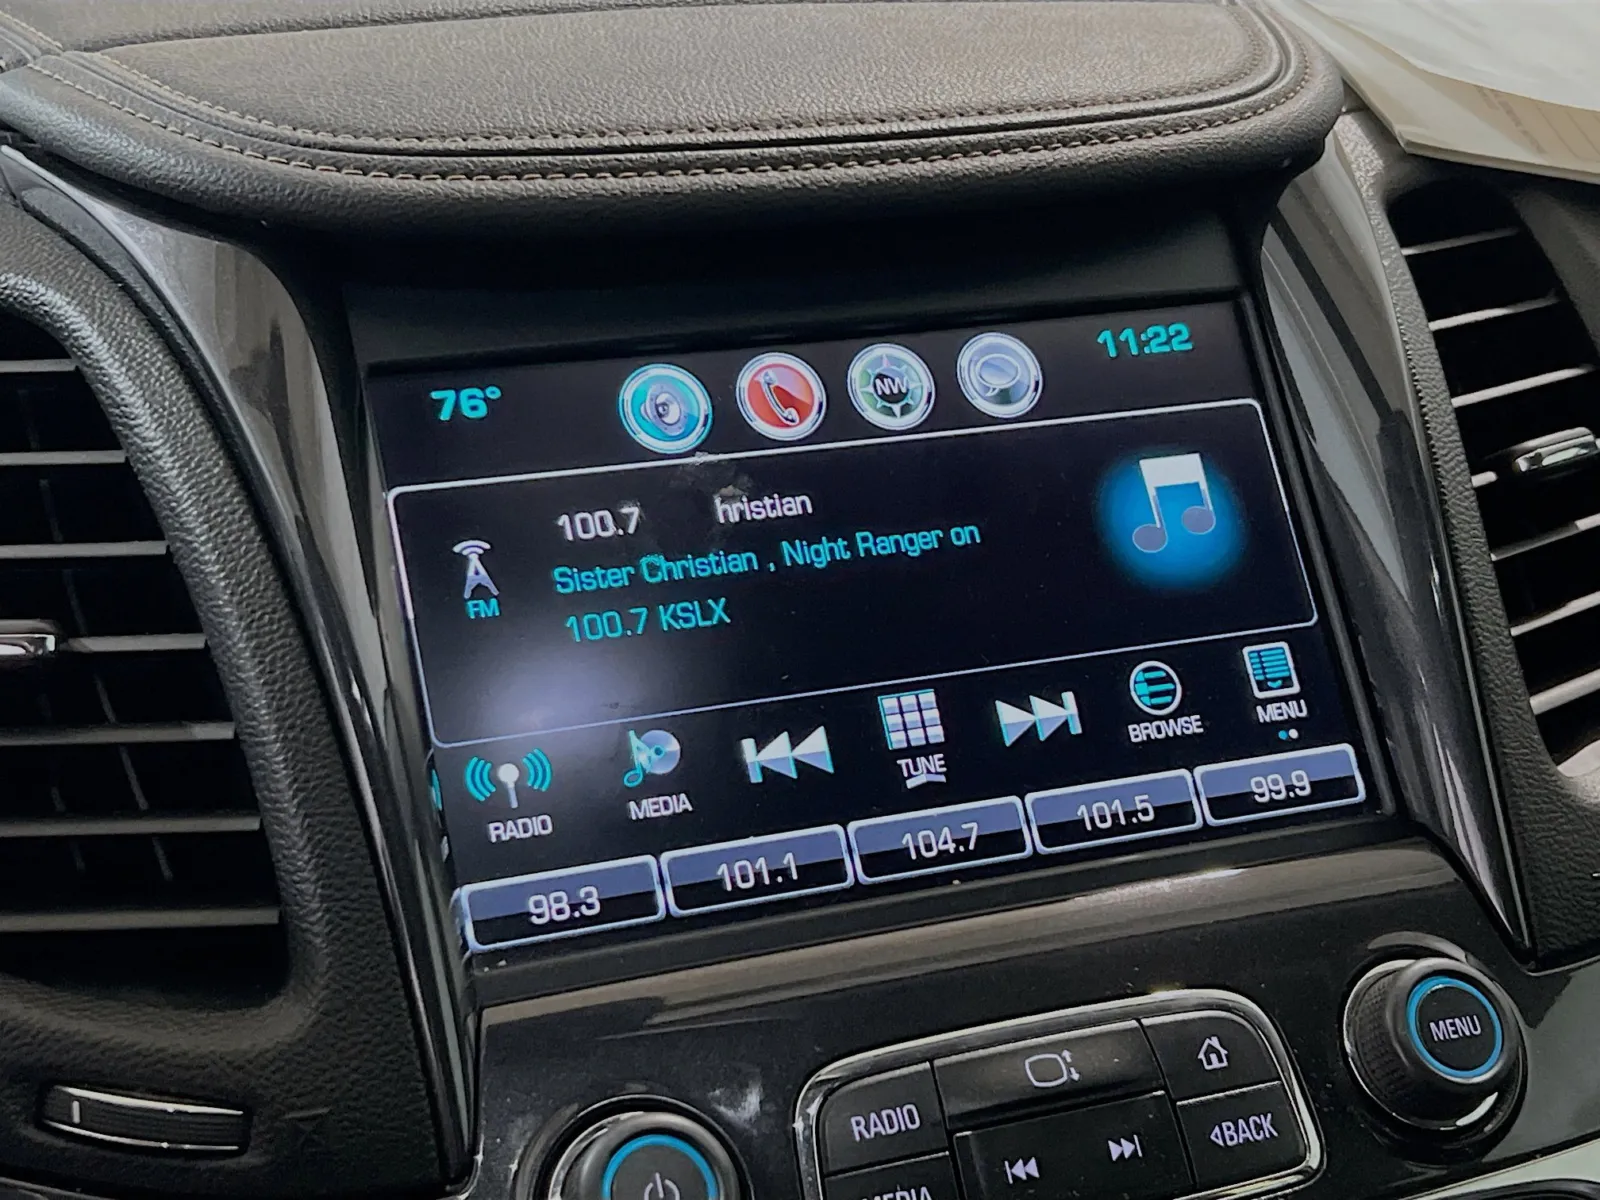 76°
NW
11:22
100.7 hristian
Sister Christian , Night Ranger on
100.7 KSLX
FM
RADIO
MEDIA
TUNE
BROWSE
MENU
98.3
101.1
104.7
101.5
99.9
MENU
RADIO
BACK
MEDIA